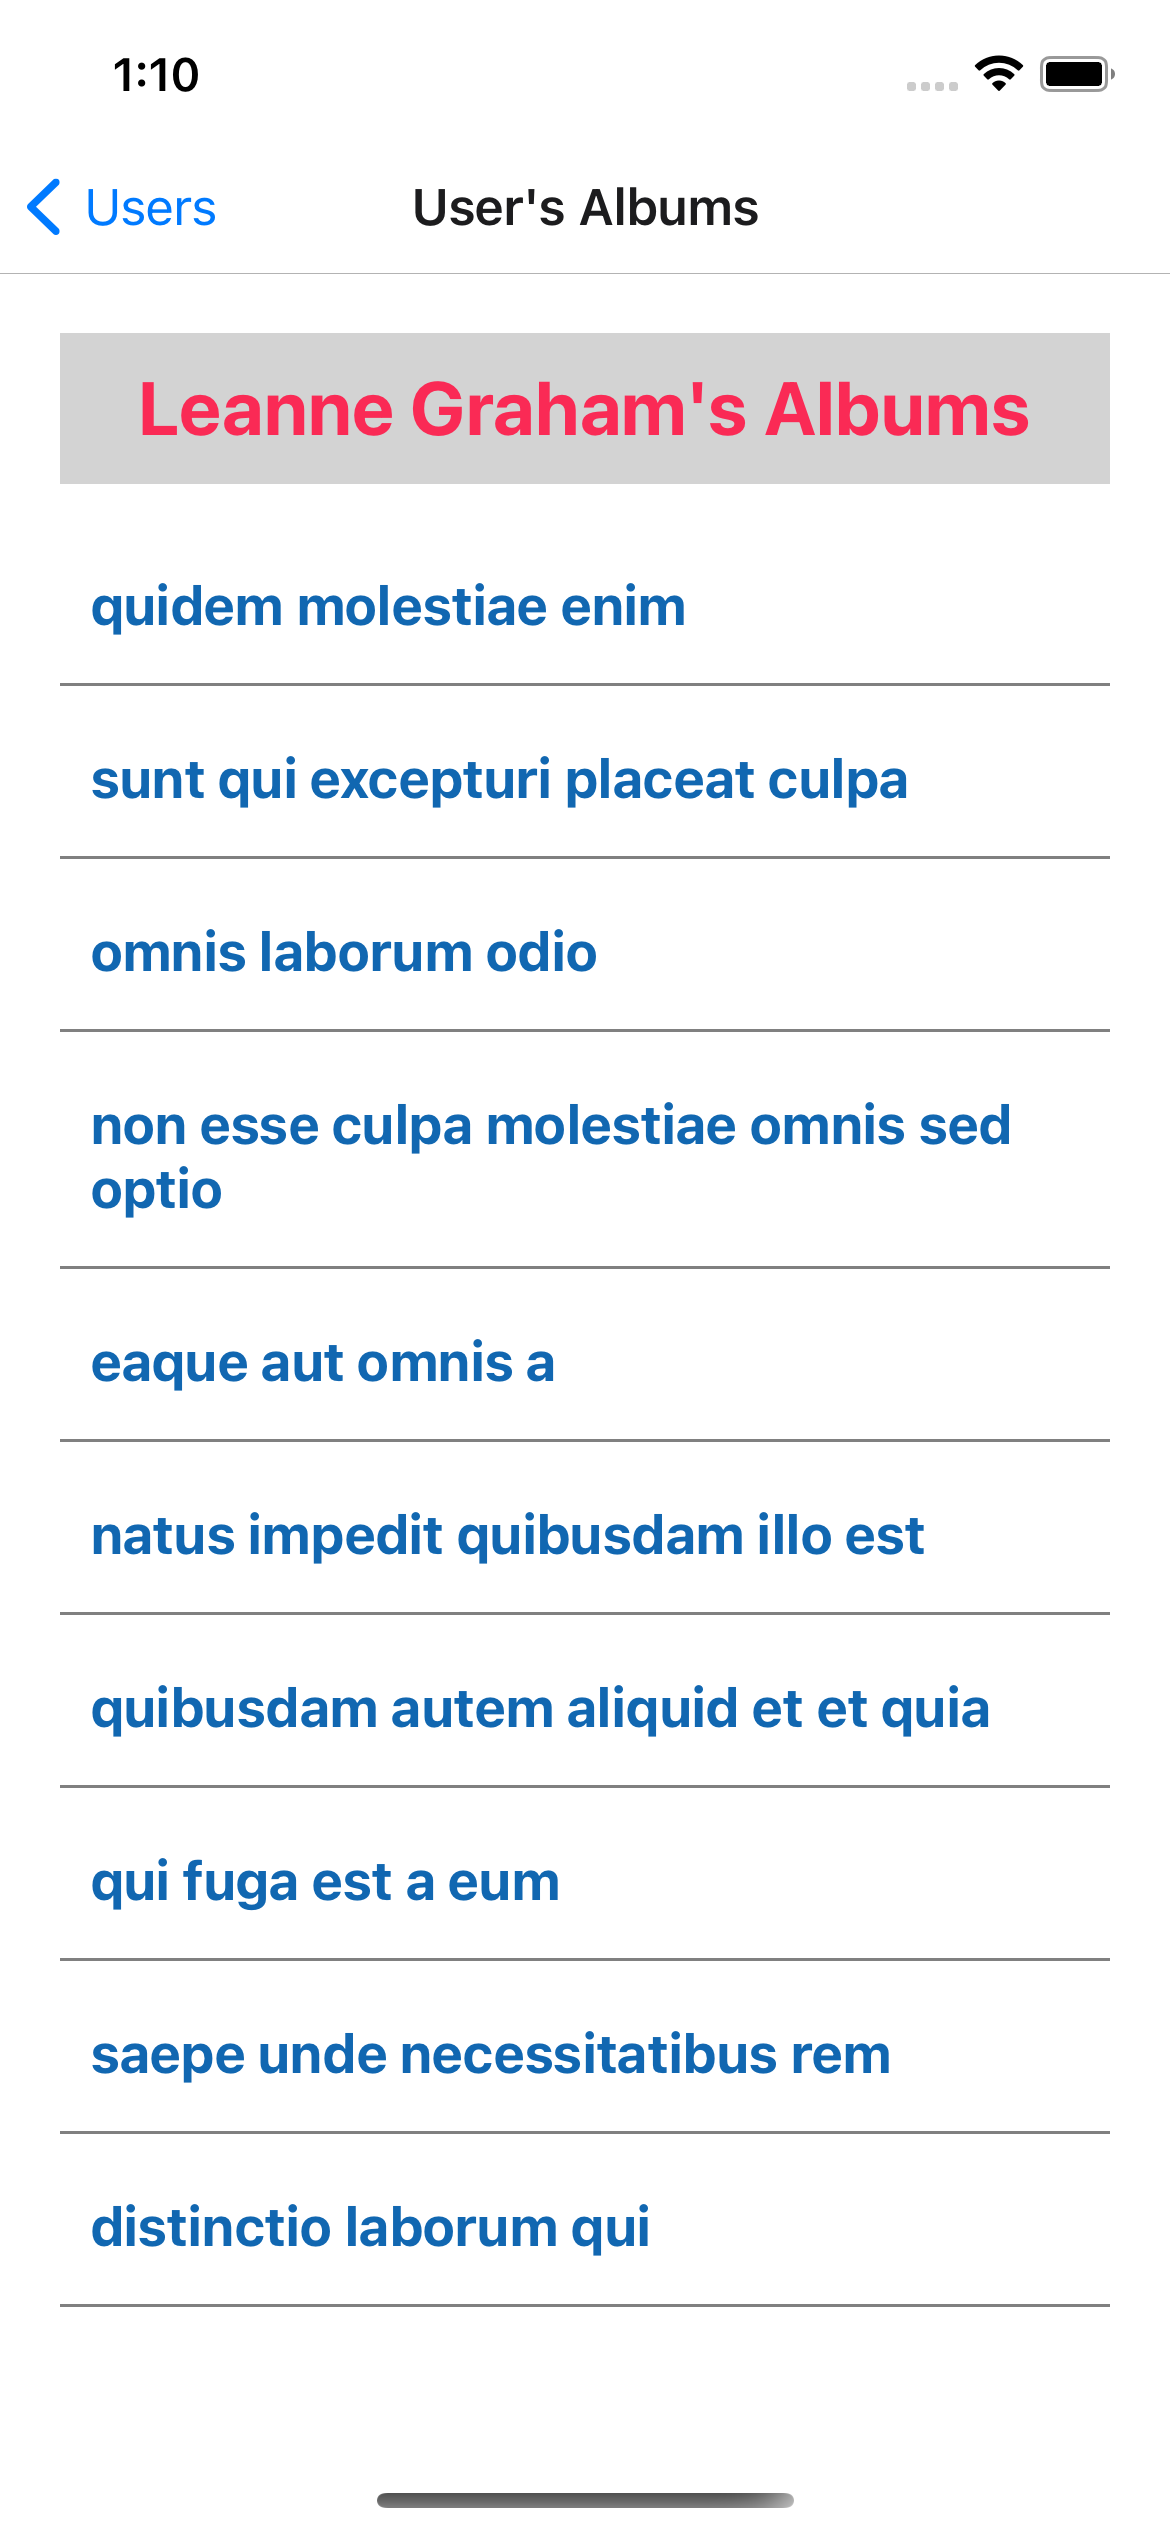 1:10
Users
User's Albums
Leanne Graham's Albums
quidem molestiae enim
sunt qui excepturi placeat culpa
omnis laborum odio
non esse culpa molestiae omnis sed
optio
eaque aut omnis a
natus impedit quibusdam illo est
quibusdam autem aliquid et et quia
qui fuga est a eum
saepe unde necessitatibus rem
distinctio laborum qui